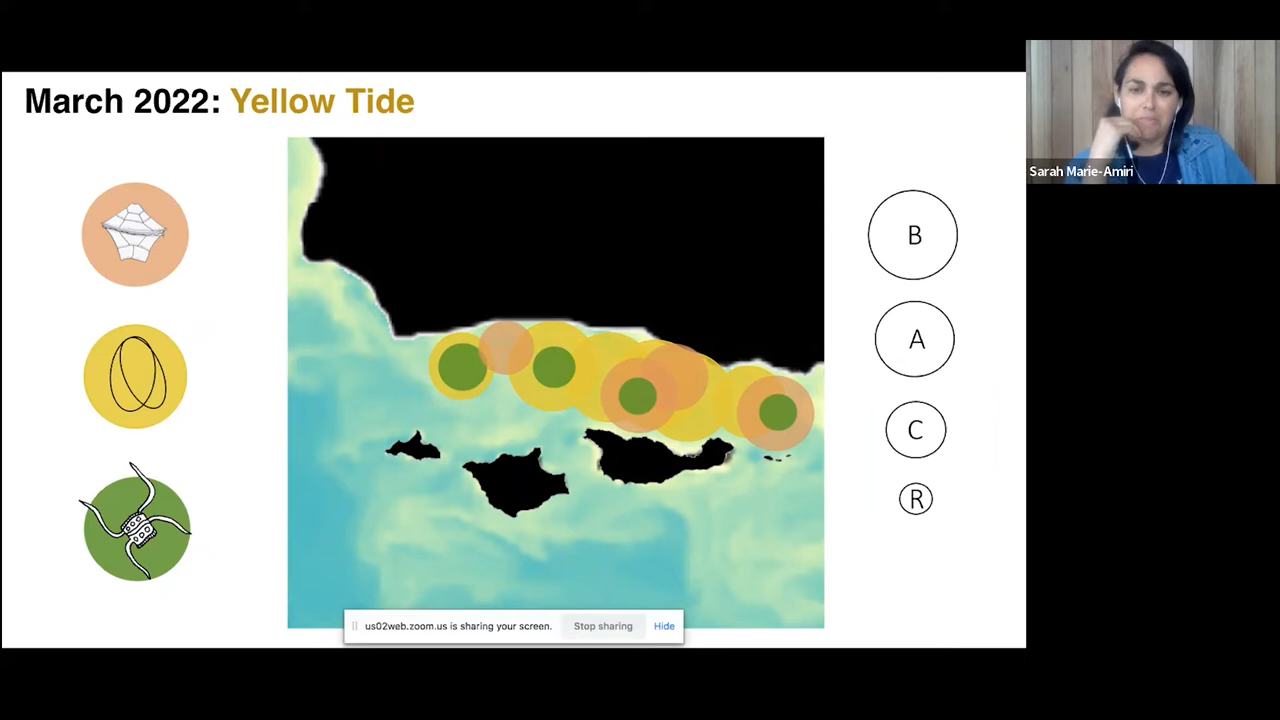 March 2022: Yellow Tide
Sarah Marie-Amiri
B
A
C
R
us02web.zoom.us is sharing your screen. Stop sharing Hide